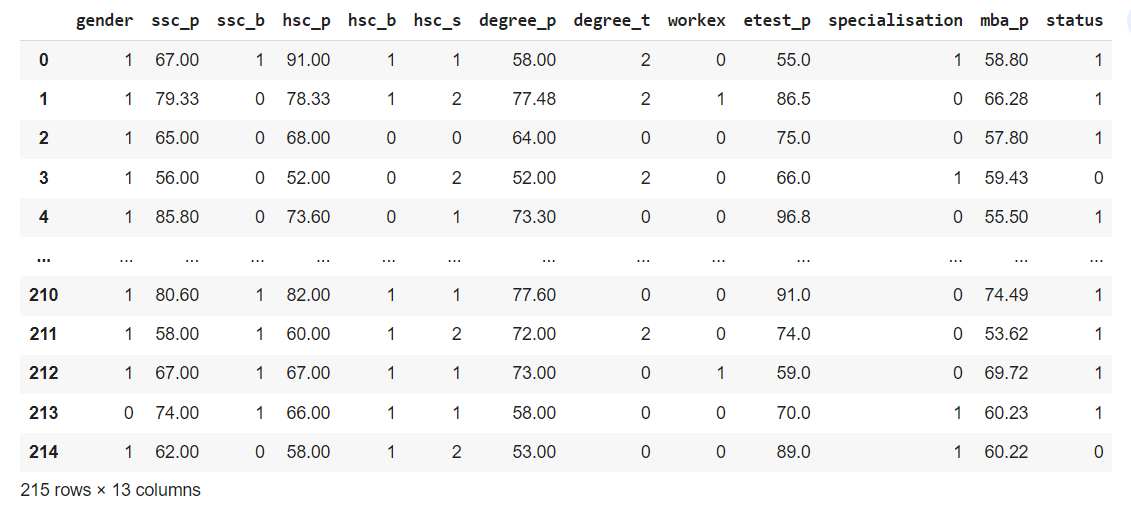 gender ssc_p ssc_b hsc_p hsc_b hsc_s degree_p degree_t workex etest_p specialisation mba_p status
0 1 67.00 1 91.00 1 1 58.00 2 0 55.0 1 58.80 1
1 1 79.33 0 78.33 1 2 77.48 2 1 86.5 0 66.28 1
2 1 65.00 0 68.00 0 0 64.00 0 0 75.0 0 57.80 1
3 1 56.00 0 52.00 0 2 52.00 2 0 66.0 1 59.43 0
4 1 85.80 0 73.60 0 1 73.30 0 0 96.8 0 55.50 1
... ... ... ... ... ... ... ... ... ... ... ... ... ...
210 1 80.60 1 82.00 1 1 77.60 0 0 91.0 0 74.49 1
211 1 58.00 1 60.00 1 2 72.00 2 0 74.0 0 53.62 1
212 1 67.00 1 67.00 1 1 73.00 0 1 59.0 0 69.72 1
213 0 74.00 1 66.00 1 1 58.00 0 0 70.0 1 60.23 1
214 1 62.00 0 58.00 1 2 53.00 0 0 89.0 1 60.22 0
215 rows × 13 columns